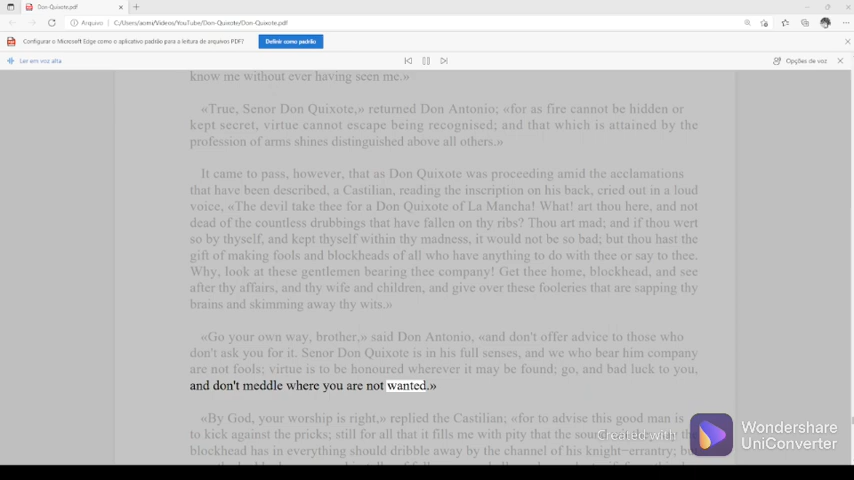 Don-Quixote.pdf
Arquivo
C:/Users/acens/Videos/YouTube/Don-Quixote/Don-Quixote.pdf
Configurar o Microsoft Edge como o aplicativo padrão para a leitura de arquivos PDF?
Definir como padrão
Ler em voz alta
Opções de voz
know me without ever having seen me.»
«True, Senor Don Quixote,» returned Don Antonio; «for as fire cannot be hidden or
kept secret, virtue cannot escape being recognised; and that which is attained by the
profession of arms shines distinguished above all others.»
It came to pass, however, that as Don Quixote was proceeding amid the acclamations
that have been described, a Castilian, reading the inscription on his back, cried out in a loud
voice, «The devil take thee for a Don Quixote of La Mancha! What! art thou here, and not
dead of the countless drubbings that have fallen on thy ribs? Thou art mad; and if thou wert
so by thyself, and kept thyself within thy madness, it would not be so bad; but thou hast the
gift of making fools and blockheads of all who have anything to do with thee or say to thee.
Why, look at these gentlemen bearing thee company! Get thee home, blockhead, and see
after thy affairs, and thy wife and children, and give over these fooleries that are sapping thy
brains and skimming away thy wits.»
«Go your own way, brother,» said Don Antonio, «and don't offer advice to those who
don't ask you for it. Senor Don Quixote is in his full senses, and we who bear him company
are not fools; virtue is to be honoured wherever it may be found; go, and bad luck to you,
and don't meddle where you are not wanted.»
«By God, your worship is right,» replied the Castilian; «for to advise this good man is
to kick against the pricks; still for all that it fills me with pity that the sound
blockhead has in everything should dribble away by the channel of his knight-errantry; but
Created with
Wondershare
UniConverter